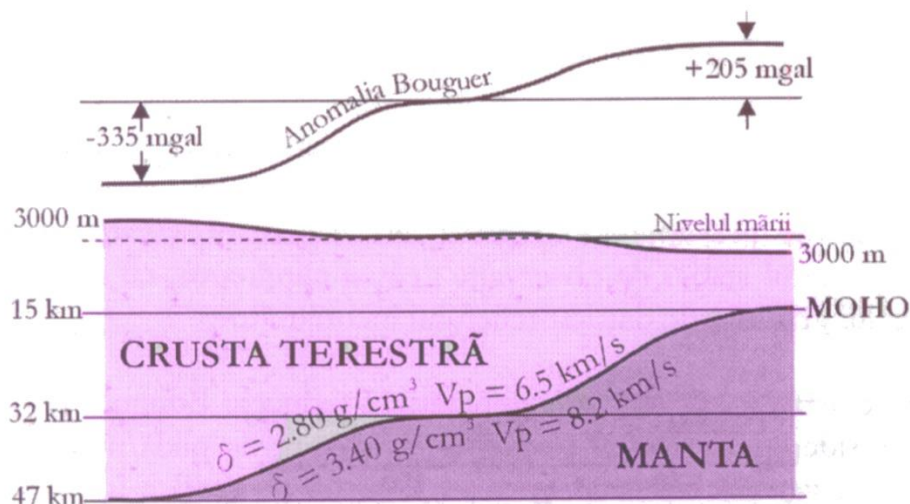 +205 mgal
Anomalia Bouguer
-335 mgal
3000 m
Nivelul mării
3000 m
15 km
MOHO
CRUSTA TERESTRÃ
δ = 2.80 g/cm³ Vp = 6.5 km/s
32 km
δ = 3.40 g/cm³ Vp = 8.2 km/s
MANTA
47 km